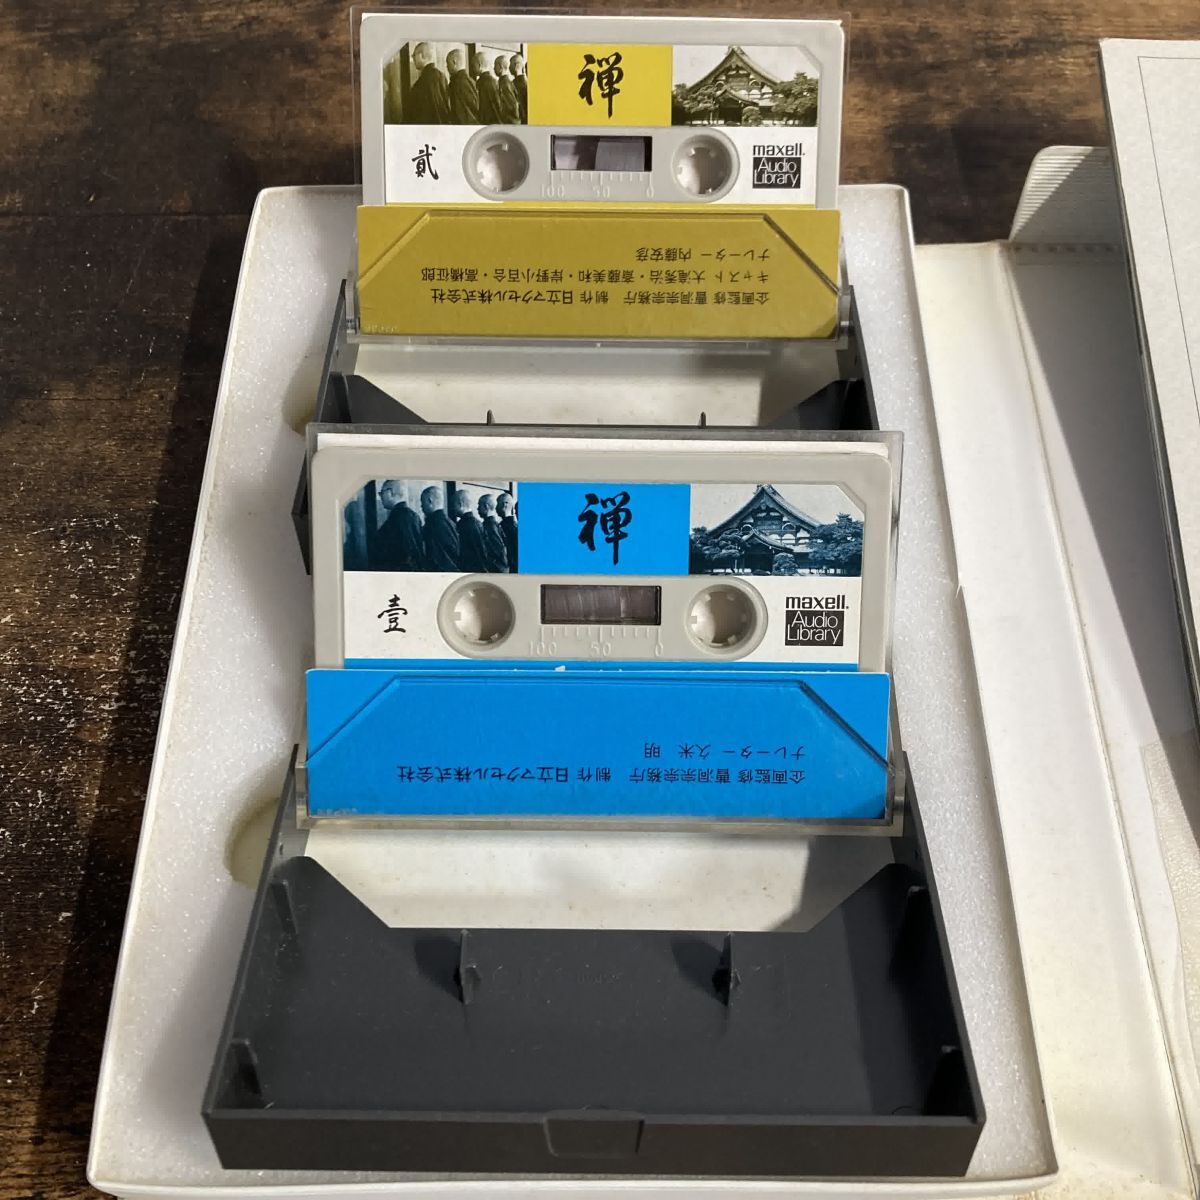 禅
貳
maxell.
Audio
Library
100 50 0
企画監修 曹洞宗宗務庁 制作 日立マクセル株式会社
キャスト 大滝秀治・斎藤美和・岸野小百合・高橋征郎
ナレーター 内藤安彦
禅
壹
maxell.
Audio
Library
100 50 0
企画監修 曹洞宗宗務庁 制作 日立マクセル株式会社
ナレーター 久米 明